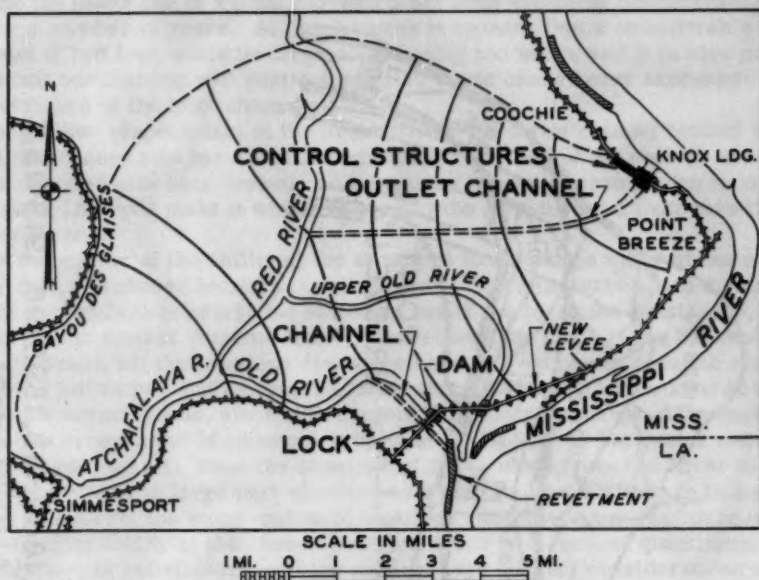 N
COOCHIE
CONTROL STRUCTURES
KNOX LDG.
OUTLET CHANNEL
POINT
BREEZE
BAYOU DES GLAISES
RED RIVER
UPPER OLD RIVER
CHANNEL
NEW
LEVEE
DAM
MISSISSIPPI RIVER
ATCHAFALAYA R.
OLD RIVER
MISS.
LA.
LOCK
REVETMENT
SIMMESPORT
SCALE IN MILES
1 MI. 0 1 2 3 4 5 MI.